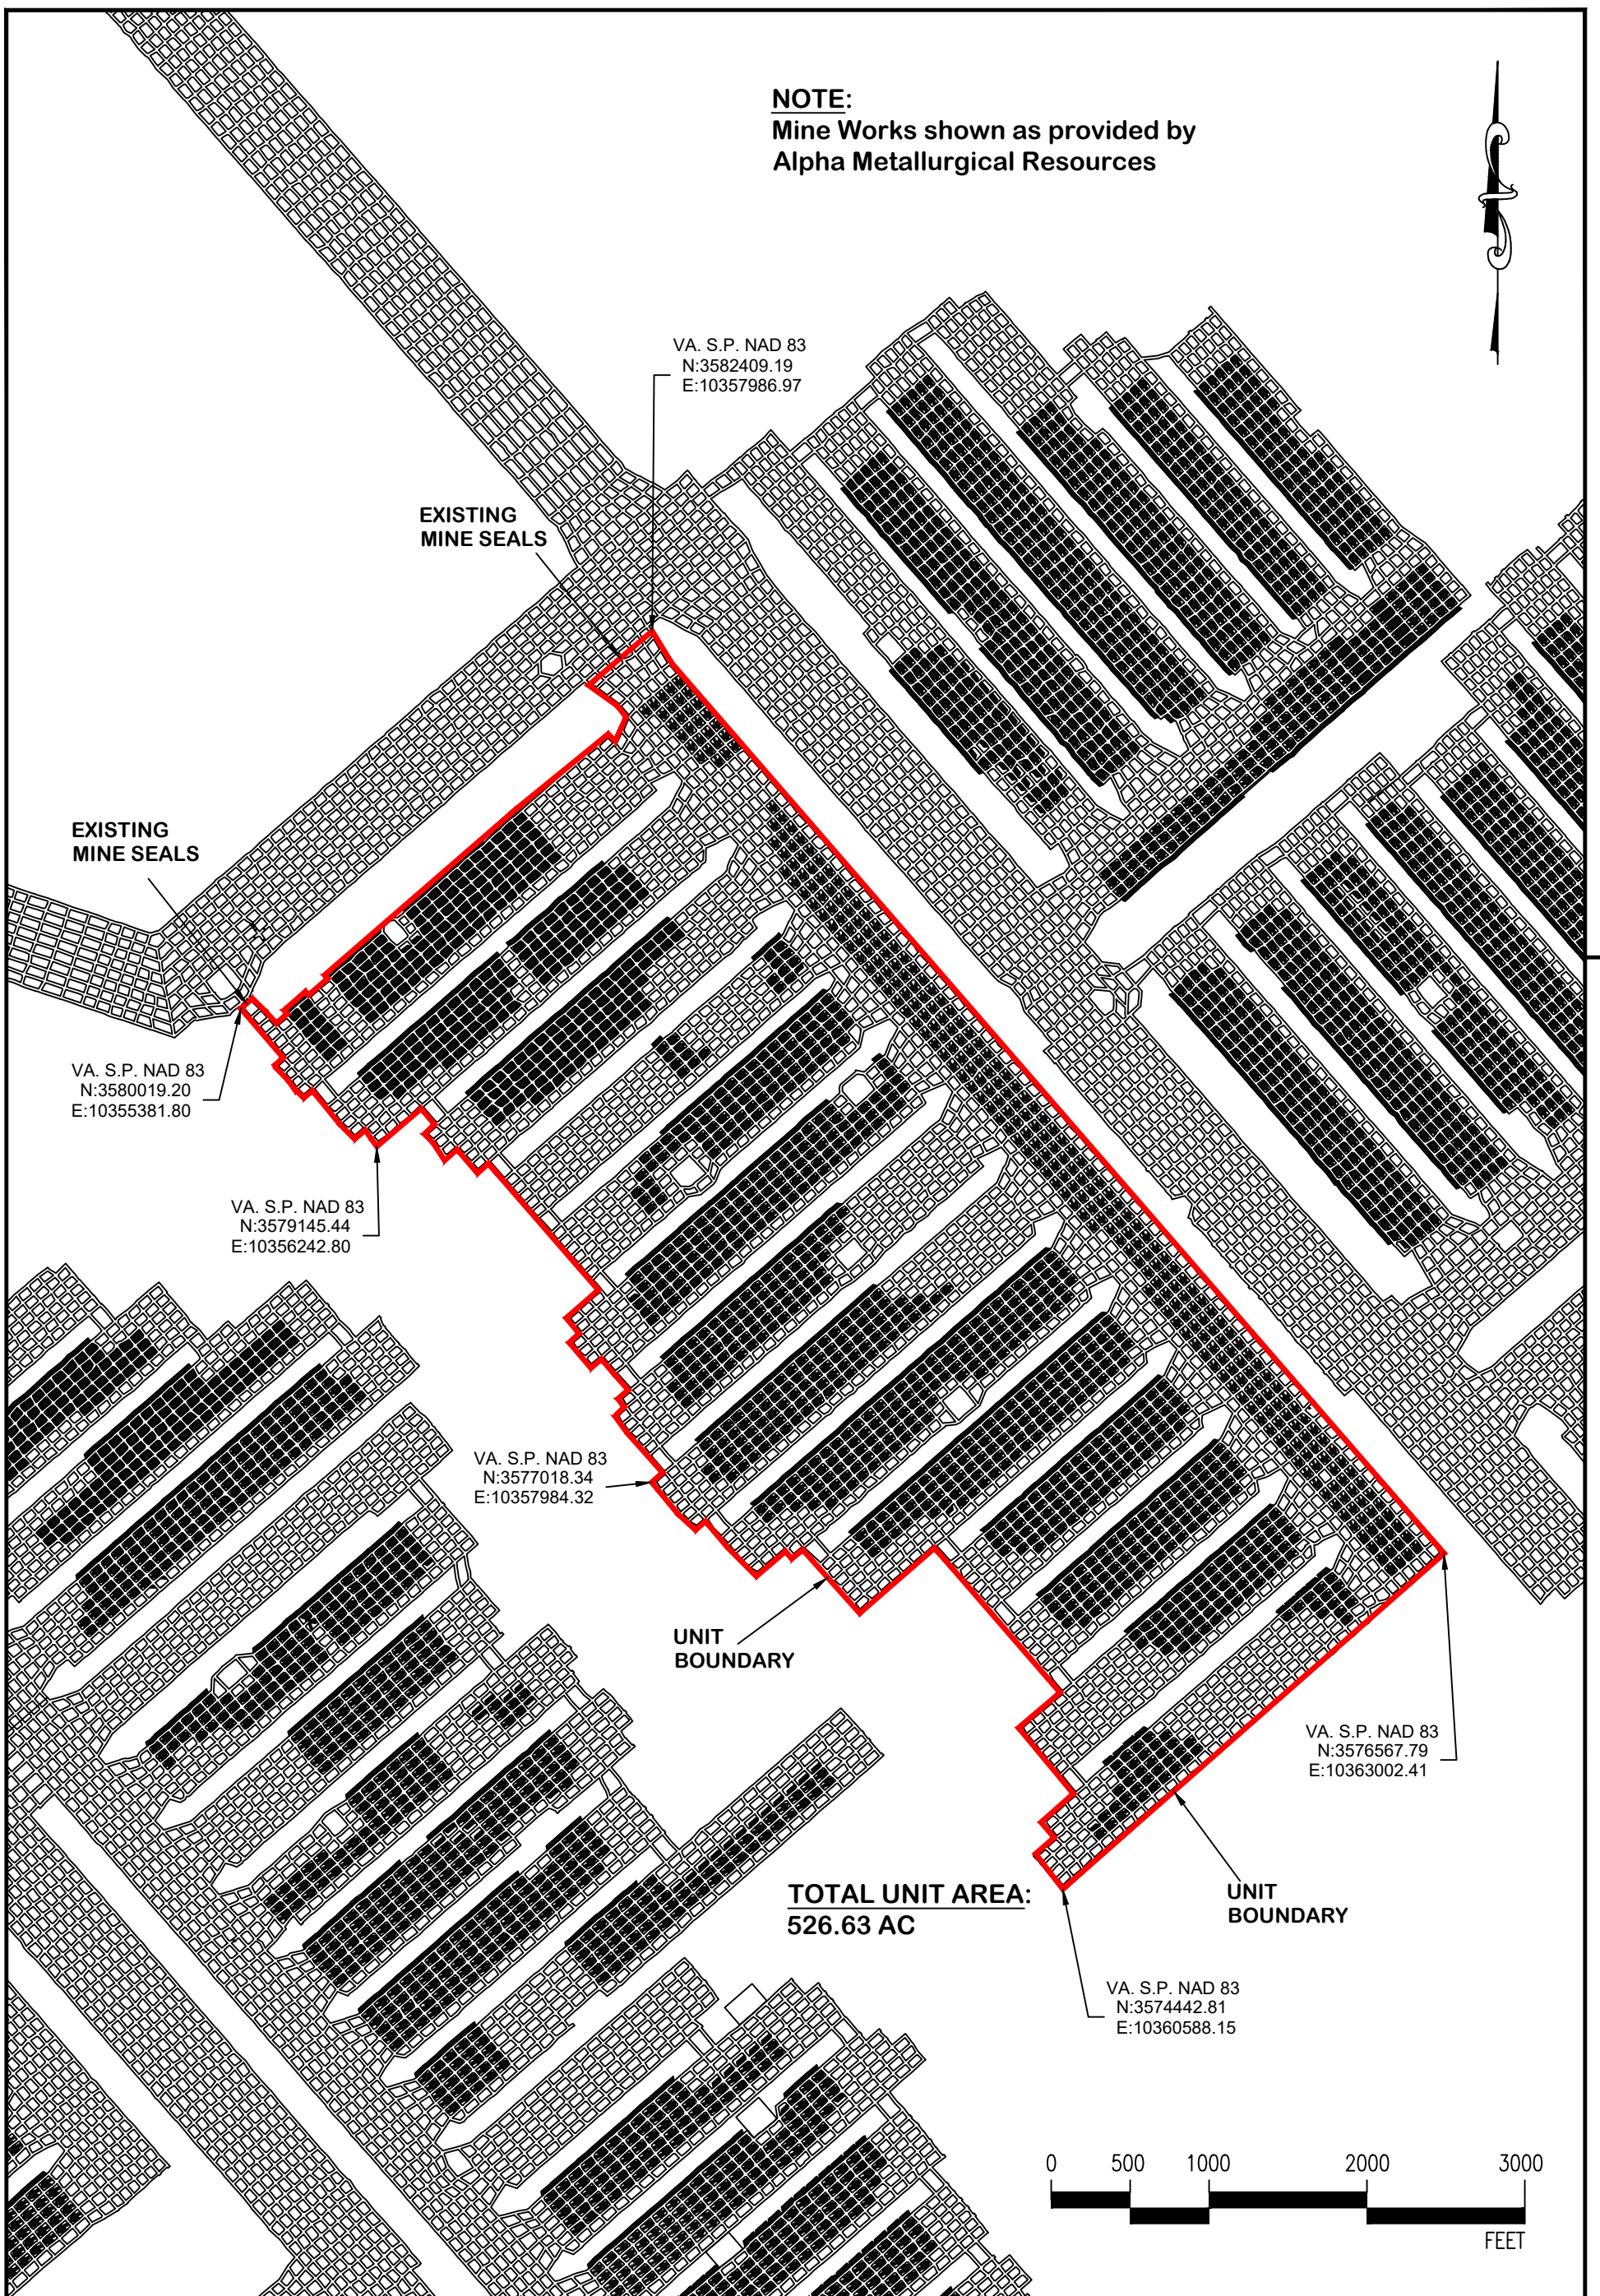 NOTE:
Mine Works shown as provided by
Alpha Metallurgical Resources
VA. S.P. NAD 83
N:3582409.19
E:10357986.97
EXISTING
MINE SEALS
EXISTING
MINE SEALS
VA. S.P. NAD 83
N:3580019.20
E:10355381.80
VA. S.P. NAD 83
N:3579145.44
E:10356242.80
VA. S.P. NAD 83
N:3577018.34
E:10357984.32
UNIT
BOUNDARY
VA. S.P. NAD 83
N:3576567.79
E:10363002.41
TOTAL UNIT AREA:
526.63 AC
UNIT
BOUNDARY
VA. S.P. NAD 83
N:3574442.81
E:10360588.15
0 500 1000 2000 3000
FEET